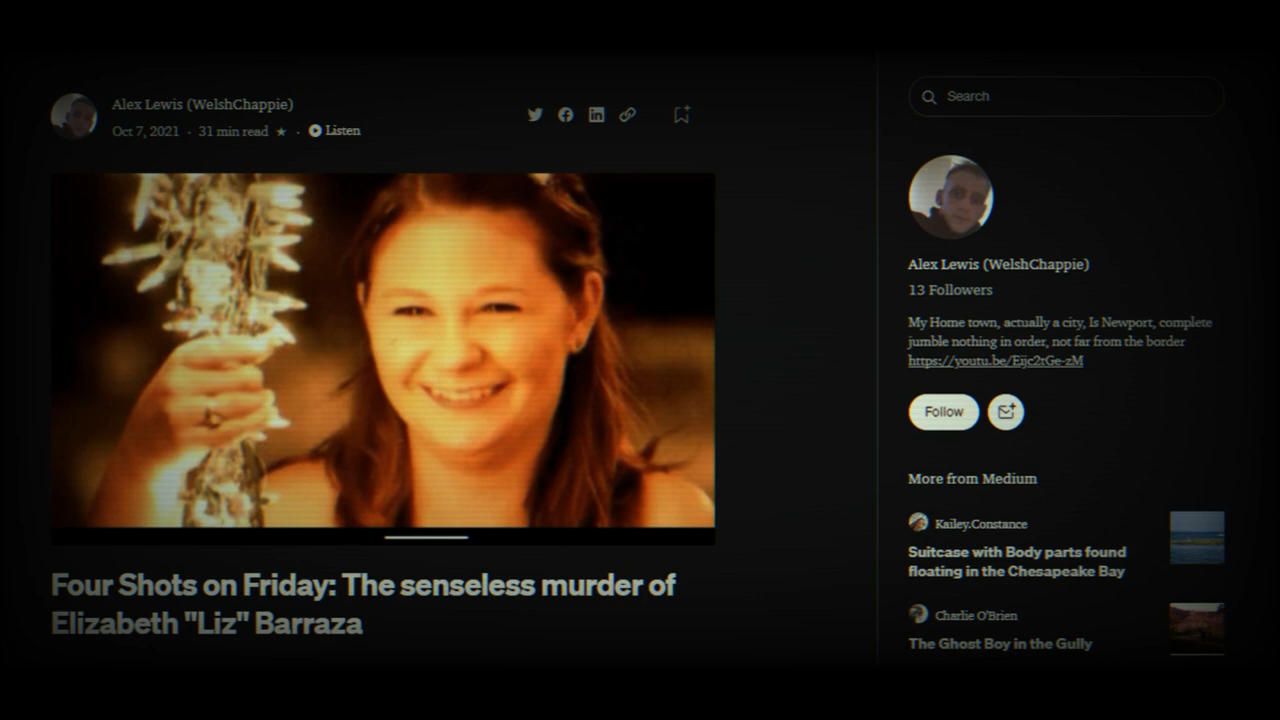 Alex Lewis (WelshChappie)
Oct 7, 2021 · 31 min read ★ · Listen
Four Shots on Friday: The senseless murder of
Elizabeth "Liz" Barraza
Search
Alex Lewis (WelshChappie)
13 Followers
My Home town, actually a city, Is Newport, complete
jumble nothing in order, not far from the border
https://youtu.be/Eijc2tGe-zM
Follow
More from Medium
Kailey.Constance
Suitcase with Body parts found
floating in the Chesapeake Bay
Charlie O'Brien
The Ghost Boy in the Gully